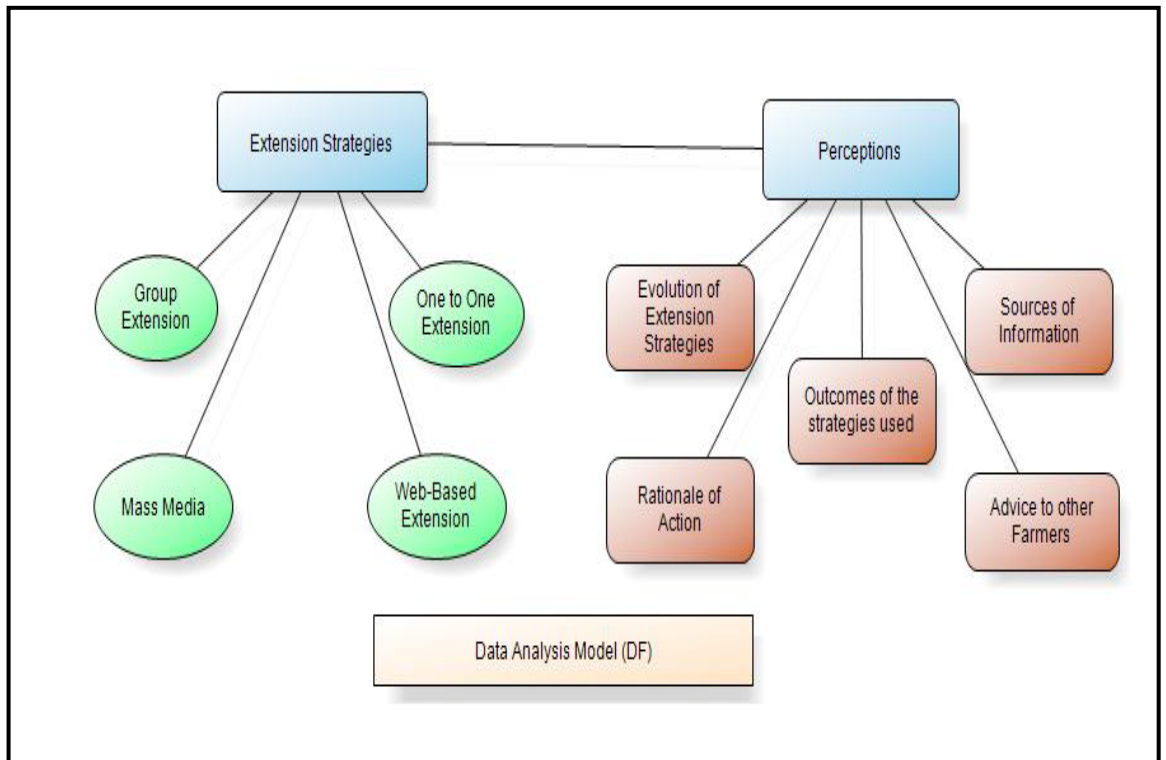 Extension Strategies
Perceptions
Group
Extension
One to One
Extension
Mass Media
Web-Based
Extension
Evolution of
Extension
Strategies
Sources of
Information
Outcomes of the
strategies used
Rationale of
Action
Advice to other
Farmers
Data Analysis Model (DF)